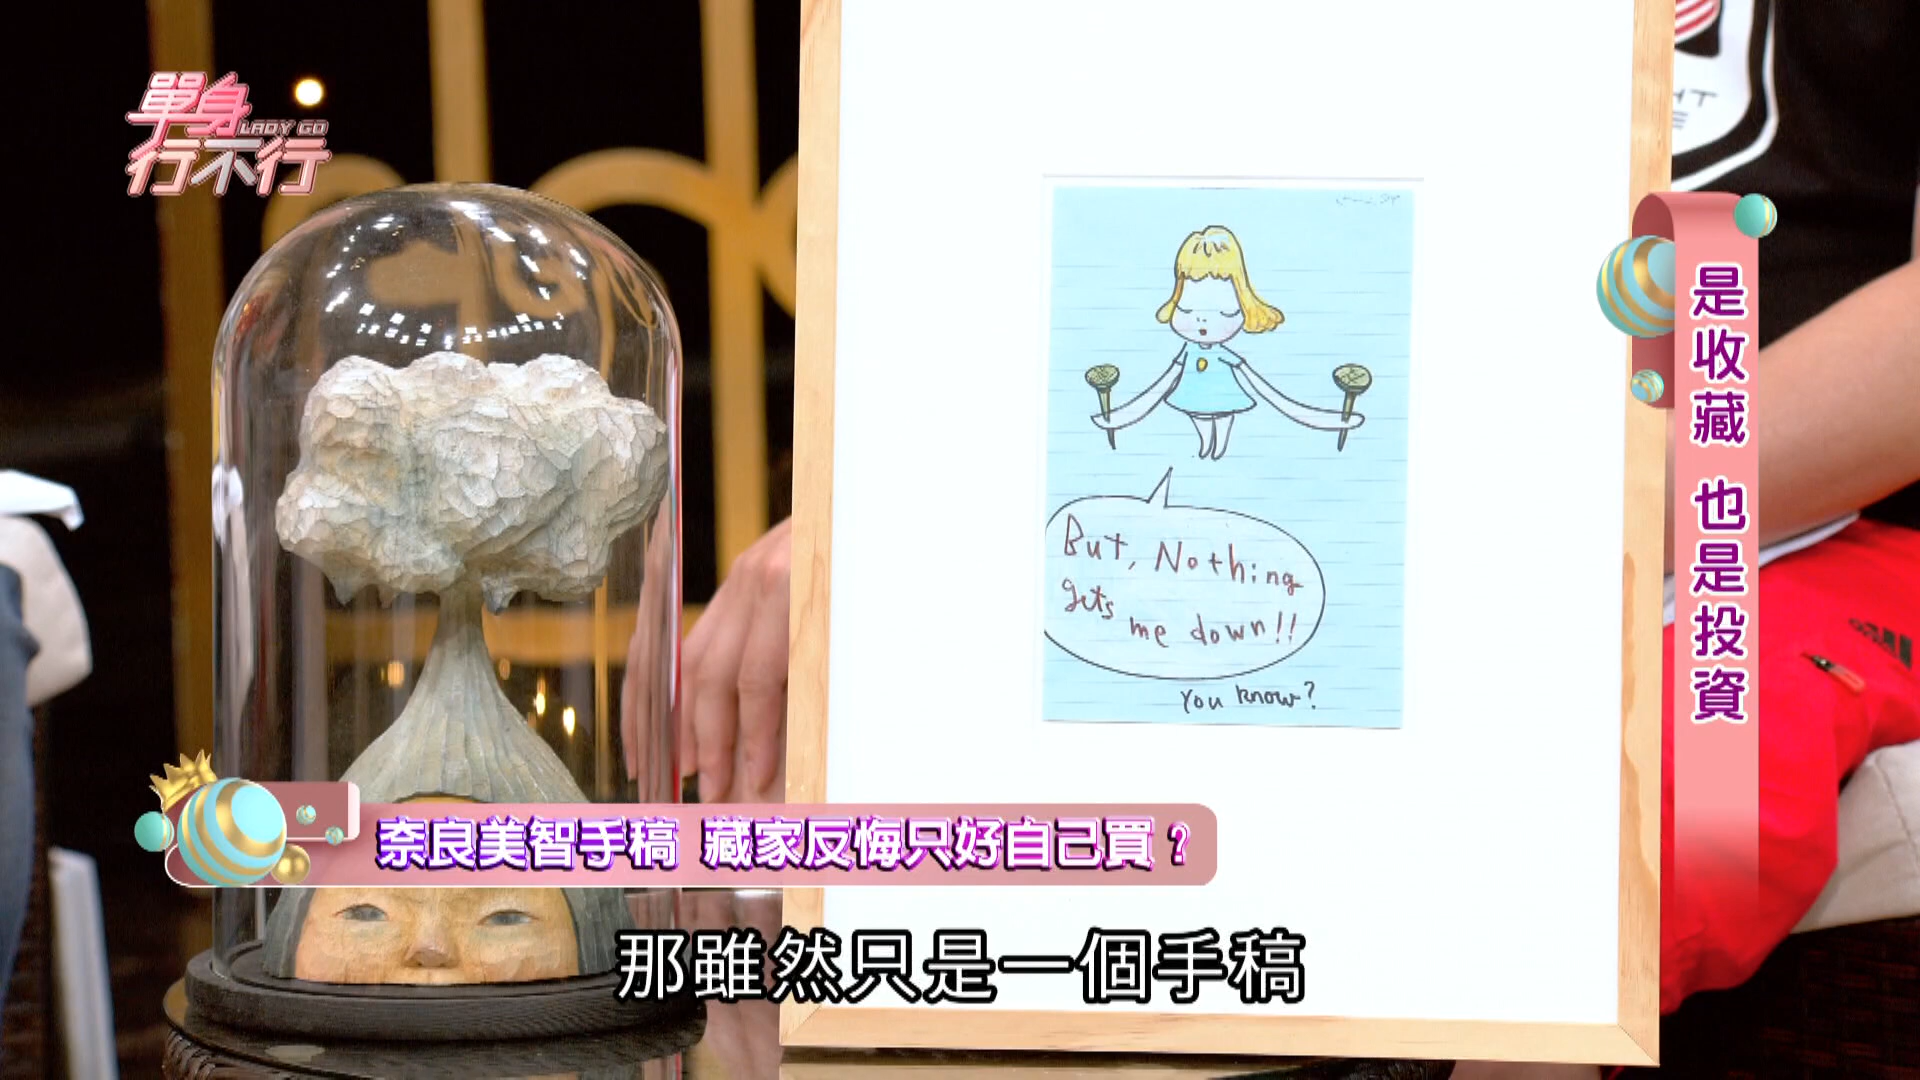 單身
LADY GO
行不行
But, Nothing
gets me down!!
You know?
是收藏 也是投資
奈良美智手稿 藏家反悔只好自己買?
那雖然只是一個手稿